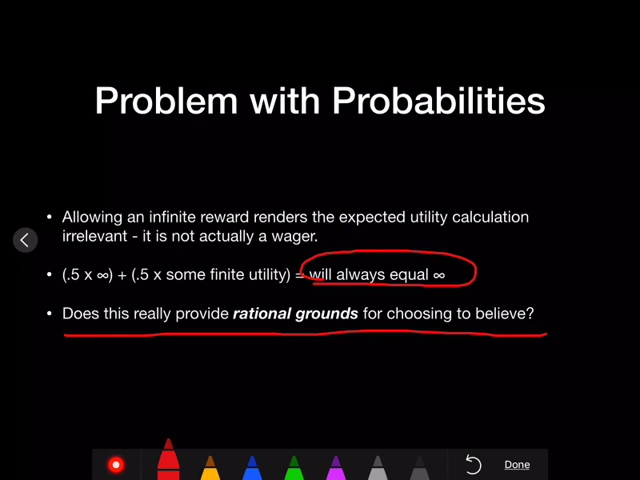 Problem with Probabilities
• Allowing an infinite reward renders the expected utility calculation
irrelevant - it is not actually a wager.
• (.5 x ∞) + (.5 x some finite utility) = will always equal ∞
• Does this really provide rational grounds for choosing to believe?
Done